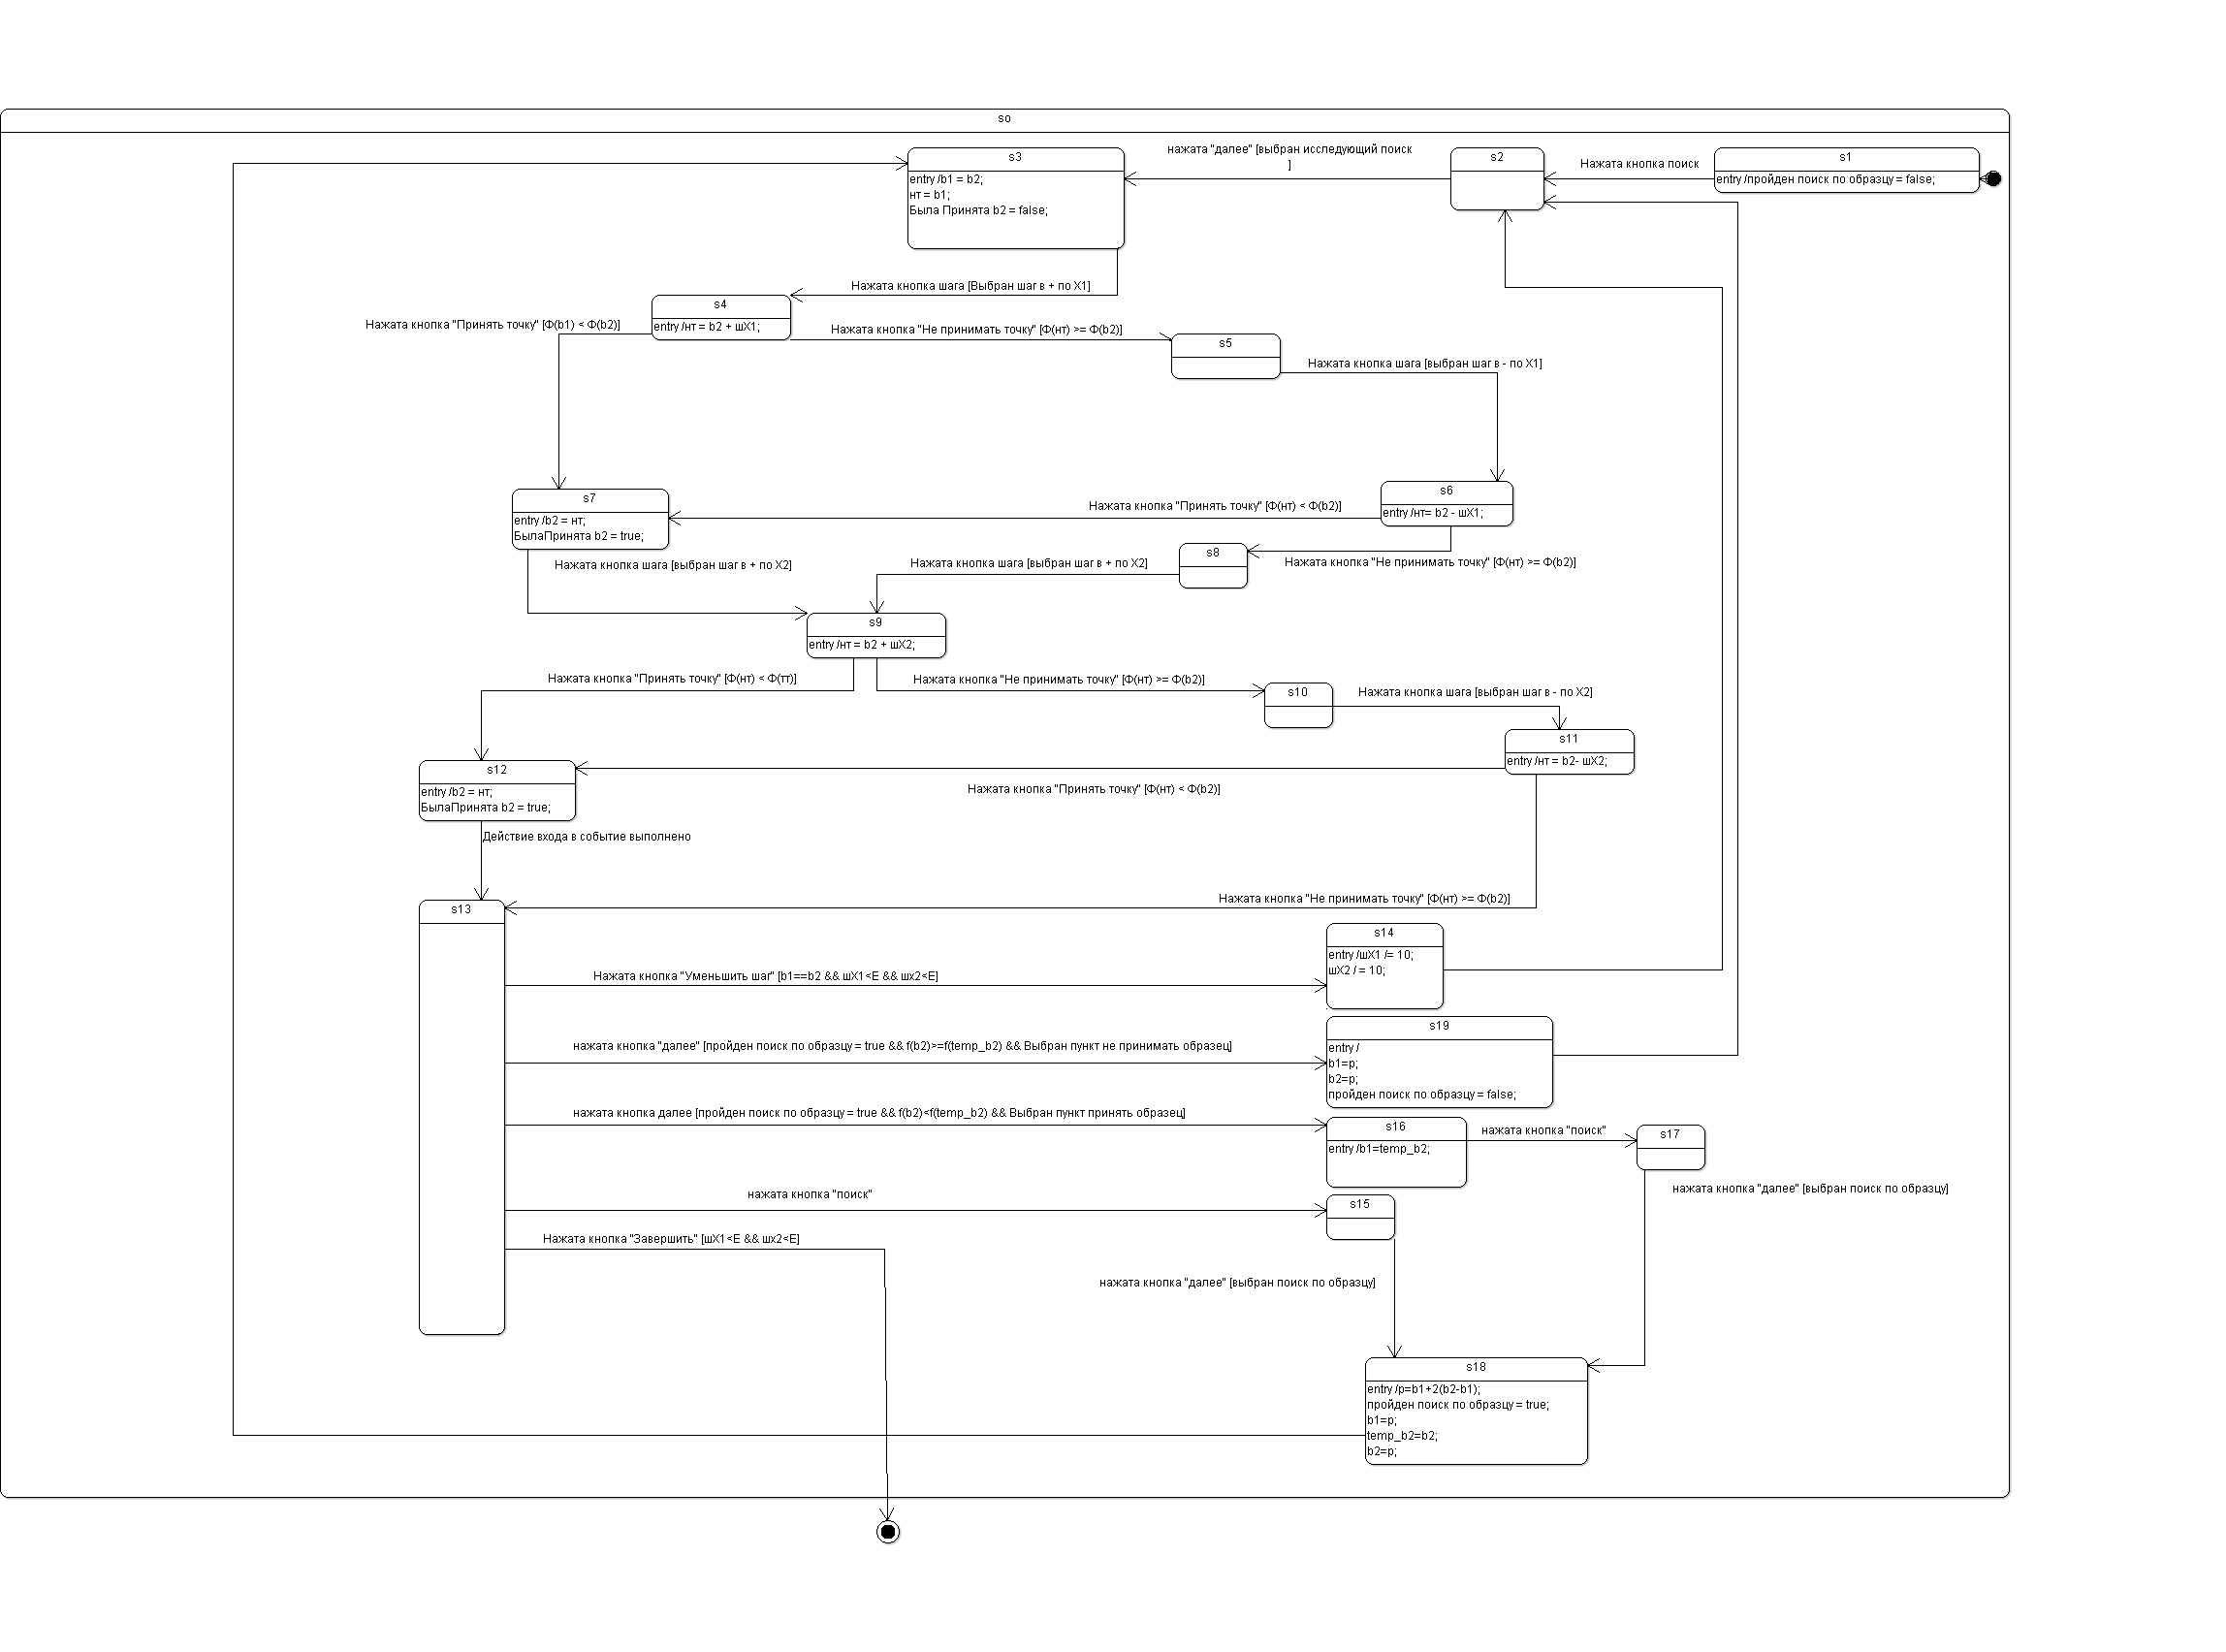 so
s3
entry /b1 = b2;
нт = b1;
Была Принята b2 = false;
нажата "далее" [выбран исследующий поиск
]
s2
Нажата кнопка поиск
s1
entry /пройден поиск по образцу = false;
Нажата кнопка шага [Выбран шаг в + по X1]
s4
entry /нт = b2 + шX1;
Нажата кнопка "Принять точку" [Ф(b1) < Ф(b2)]
Нажата кнопка "Не принимать точку" [Ф(нт) >= Ф(b2)]
s5
Нажата кнопка шага [выбран шаг в - по X1]
s7
entry /b2 = нт;
БылаПринята b2 = true;
Нажата кнопка "Принять точку" [Ф(нт) < Ф(b2)]
s6
entry /нт= b2 - шX1;
Нажата кнопка шага [выбран шаг в + по X2]
Нажата кнопка шага [выбран шаг в + по X2]
s8
Нажата кнопка "Не принимать точку" [Ф(нт) >= Ф(b2)]
s9
entry /нт = b2 + шX2;
Нажата кнопка "Принять точку" [Ф(нт) < Ф(тт)]
Нажата кнопка "Не принимать точку" [Ф(нт) >= Ф(b2)]
s10
Нажата кнопка шага [выбран шаг в - по X2]
s11
entry /нт = b2- шX2;
s12
entry /b2 = нт;
БылаПринята b2 = true;
Нажата кнопка "Принять точку" [Ф(нт) < Ф(b2)]
Действие входа в событие выполнено
Нажата кнопка "Не принимать точку" [Ф(нт) >= Ф(b2)]
s13
s14
entry /шX1 /= 10;
шX2 / = 10;
Нажата кнопка "Уменьшить шаг" [b1==b2 && шX1<E && шx2<E]
s19
entry /
b1=p;
b2=p;
пройден поиск по образцу = false;
нажата кнопка "далее" [пройден поиск по образцу = true && f(b2)>=f(temp_b2) && Выбран пункт не принимать образец]
нажата кнопка далее [пройден поиск по образцу = true && f(b2)<f(temp_b2) && Выбран пункт принять образец]
s16
entry /b1=temp_b2;
нажата кнопка "поиск"
s17
нажата кнопка "далее" [выбран поиск по образцу]
нажата кнопка "поиск"
s15
Нажата кнопка "Завершить" [шX1<E && шx2<E]
нажата кнопка "далее" [выбран поиск по образцу]
s18
entry /p=b1+2(b2-b1);
пройден поиск по образцу = true;
b1=p;
temp_b2=b2;
b2=p;